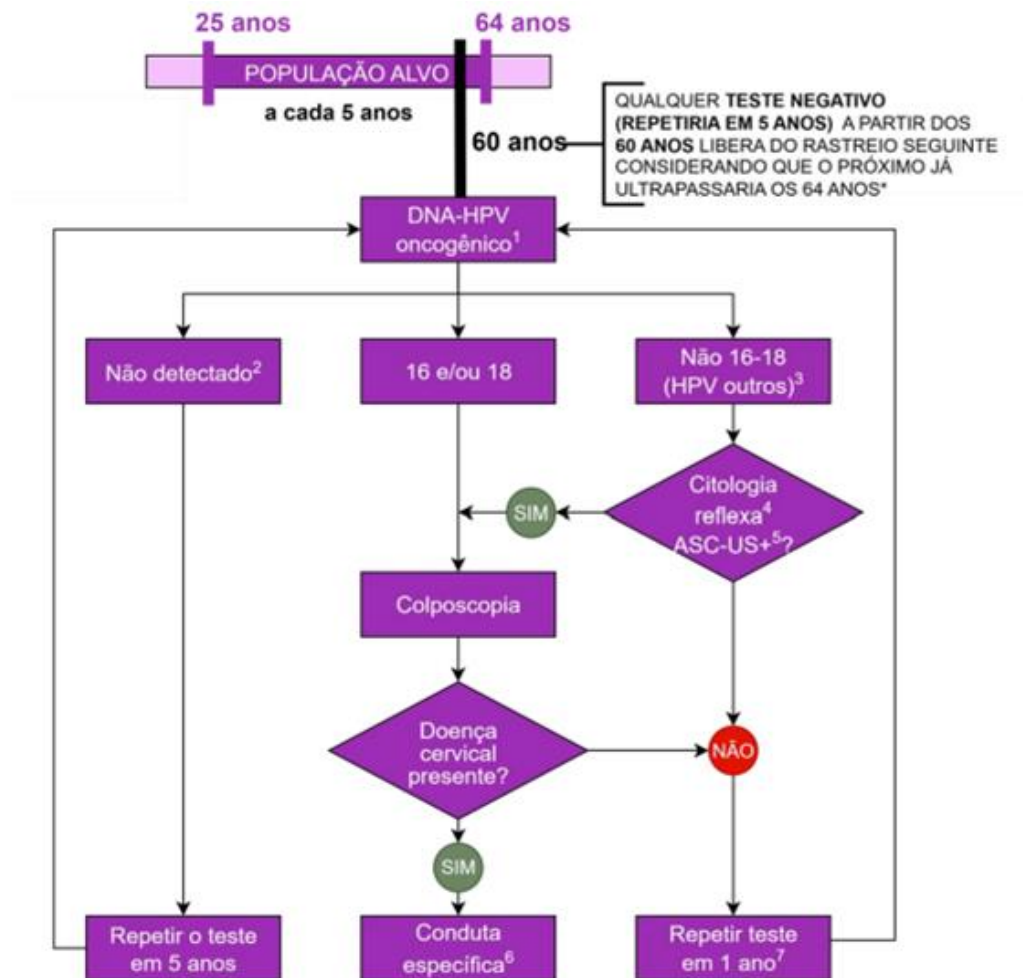 25 anos
64 anos
POPULAÇÃO ALVO
a cada 5 anos
60 anos
QUALQUER TESTE NEGATIVO
(REPETIRIA EM 5 ANOS) A PARTIR DOS
60 ANOS LIBERA DO RASTREIO SEGUINTE
CONSIDERANDO QUE O PRÓXIMO JÁ
ULTRAPASSARIA OS 64 ANOS*
DNA-HPV
oncogênico¹
Não detectado²
16 e/ou 18
Não 16-18
(HPV outros)³
Citologia
reflexa⁴
ASC-US+⁵?
SIM
Colposcopia
Doença
cervical
presente?
NÃO
SIM
Repetir o teste
em 5 anos
Conduta
específica⁶
Repetir teste
em 1 ano⁷